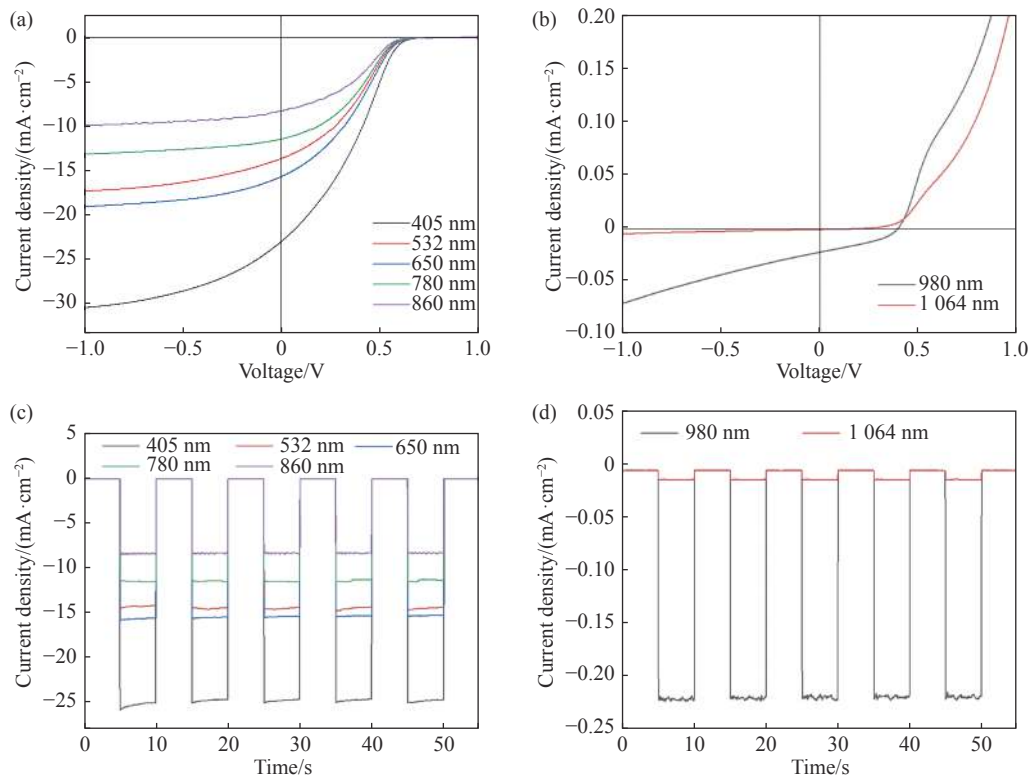 (a)
0
−5
−10
−15
−20
−25
−30
Current density/(mA·cm⁻²)
405 nm
532 nm
650 nm
780 nm
860 nm
−1.0
−0.5
0
0.5
1.0
Voltage/V
(b)
0.20
0.15
0.10
0.05
0
−0.05
−0.10
Current density/(mA·cm⁻²)
980 nm
1 064 nm
−1.0
−0.5
0
0.5
1.0
Voltage/V
(c)
5
0
−5
−10
−15
−20
−25
Current density/(mA·cm⁻²)
405 nm 532 nm 650 nm
780 nm 860 nm
0
10
20
30
40
50
Time/s
(d)
0.05
0
−0.05
−0.10
−0.15
−0.20
−0.25
Current density/(mA·cm⁻²)
980 nm 1 064 nm
0
10
20
30
40
50
Time/s